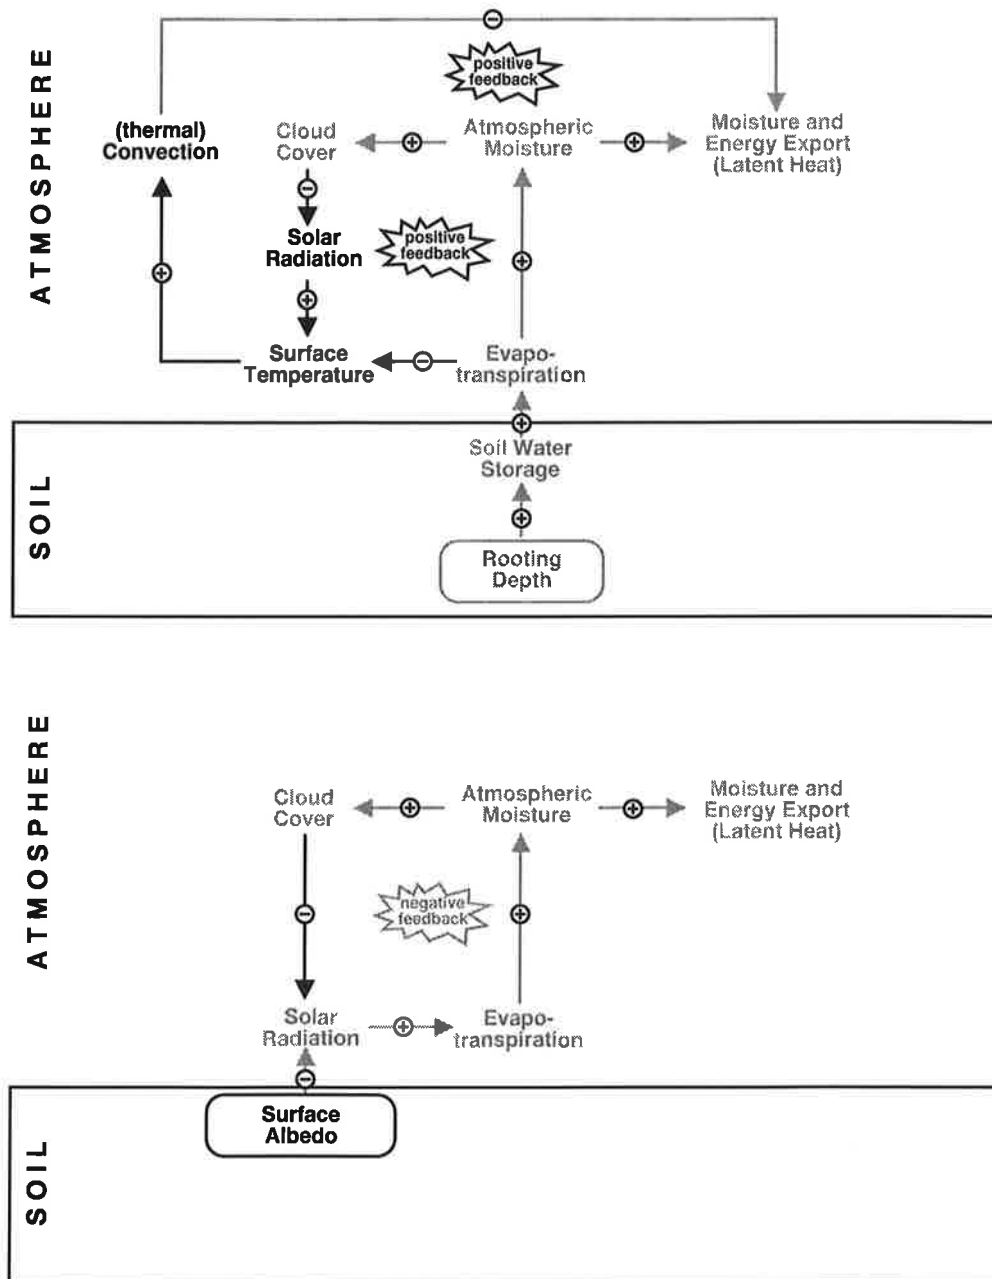 ATMOSPHERE
⊖
positive
feedback
(thermal)
Convection
Cloud
Cover
⊕
Atmospheric
Moisture
⊕
Moisture and
Energy Export
(Latent Heat)
⊖
Solar
Radiation
positive
feedback
⊕
⊕
⊕
Surface
Temperature
⊖
Evapo-
transpiration
SOIL
⊕
Soil Water
Storage
⊕
Rooting
Depth
ATMOSPHERE
Cloud
Cover
⊕
Atmospheric
Moisture
⊕
Moisture and
Energy Export
(Latent Heat)
⊖
negative
feedback
⊕
Solar
Radiation
⊕
Evapo-
transpiration
SOIL
⊖
Surface
Albedo